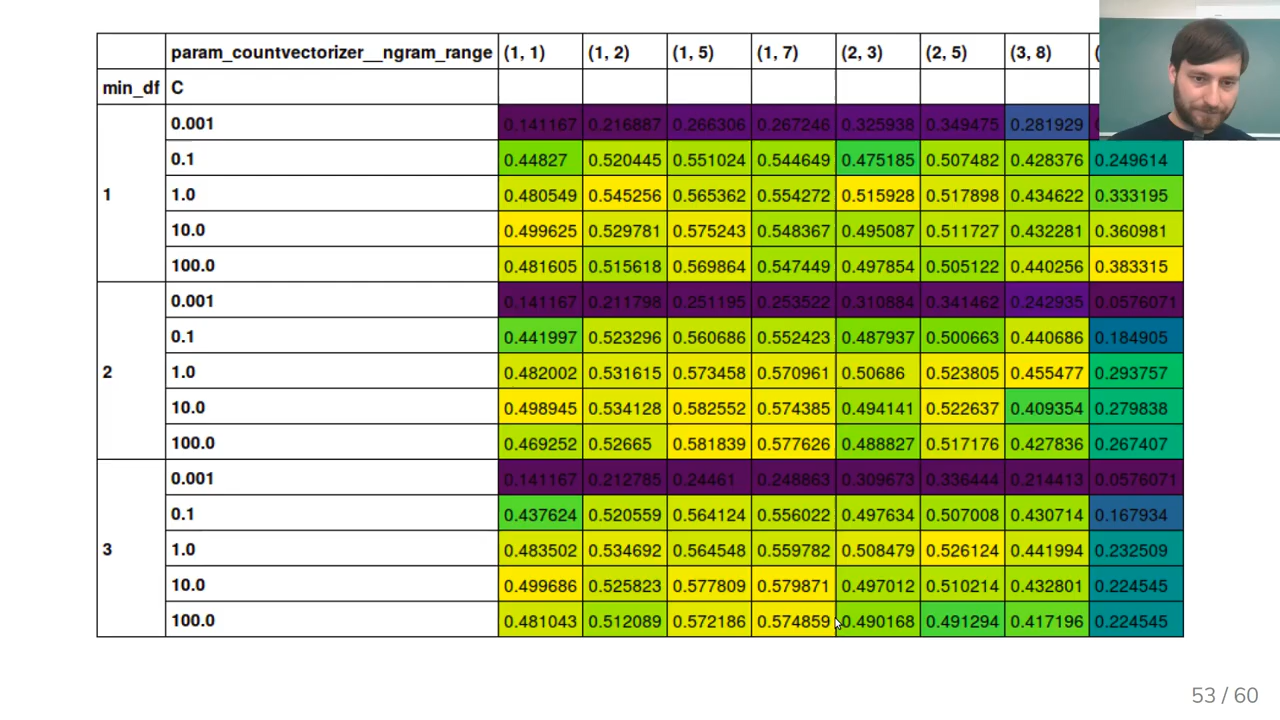 param_countvectorizer__ngram_range (1, 1) (1, 2) (1, 5) (1, 7) (2, 3) (2, 5) (3, 8)
min_df C
0.001 0.141167 0.216887 0.266306 0.267246 0.325938 0.349475 0.281929
0.1 0.44827 0.520445 0.551024 0.544649 0.475185 0.507482 0.428376 0.249614
1 1.0 0.480549 0.545256 0.565362 0.554272 0.515928 0.517898 0.434622 0.333195
10.0 0.499625 0.529781 0.575243 0.548367 0.495087 0.511727 0.432281 0.360981
100.0 0.481605 0.515618 0.569864 0.547449 0.497854 0.505122 0.440256 0.383315
0.001 0.141167 0.211798 0.251195 0.253522 0.310884 0.341462 0.242935 0.0576071
0.1 0.441997 0.523296 0.560686 0.552423 0.487937 0.500663 0.440686 0.184905
2 1.0 0.482002 0.531615 0.573458 0.570961 0.50686 0.523805 0.455477 0.293757
10.0 0.498945 0.534128 0.582552 0.574385 0.494141 0.522637 0.409354 0.279838
100.0 0.469252 0.52665 0.581839 0.577626 0.488827 0.517176 0.427836 0.267407
0.001 0.141167 0.212785 0.24461 0.248863 0.309673 0.336444 0.214413 0.0576071
0.1 0.437624 0.520559 0.564124 0.556022 0.497634 0.507008 0.430714 0.167934
3 1.0 0.483502 0.534692 0.564548 0.559782 0.508479 0.526124 0.441994 0.232509
10.0 0.499686 0.525823 0.577809 0.579871 0.497012 0.510214 0.432801 0.224545
100.0 0.481043 0.512089 0.572186 0.574859 0.490168 0.491294 0.417196 0.224545
53 / 60